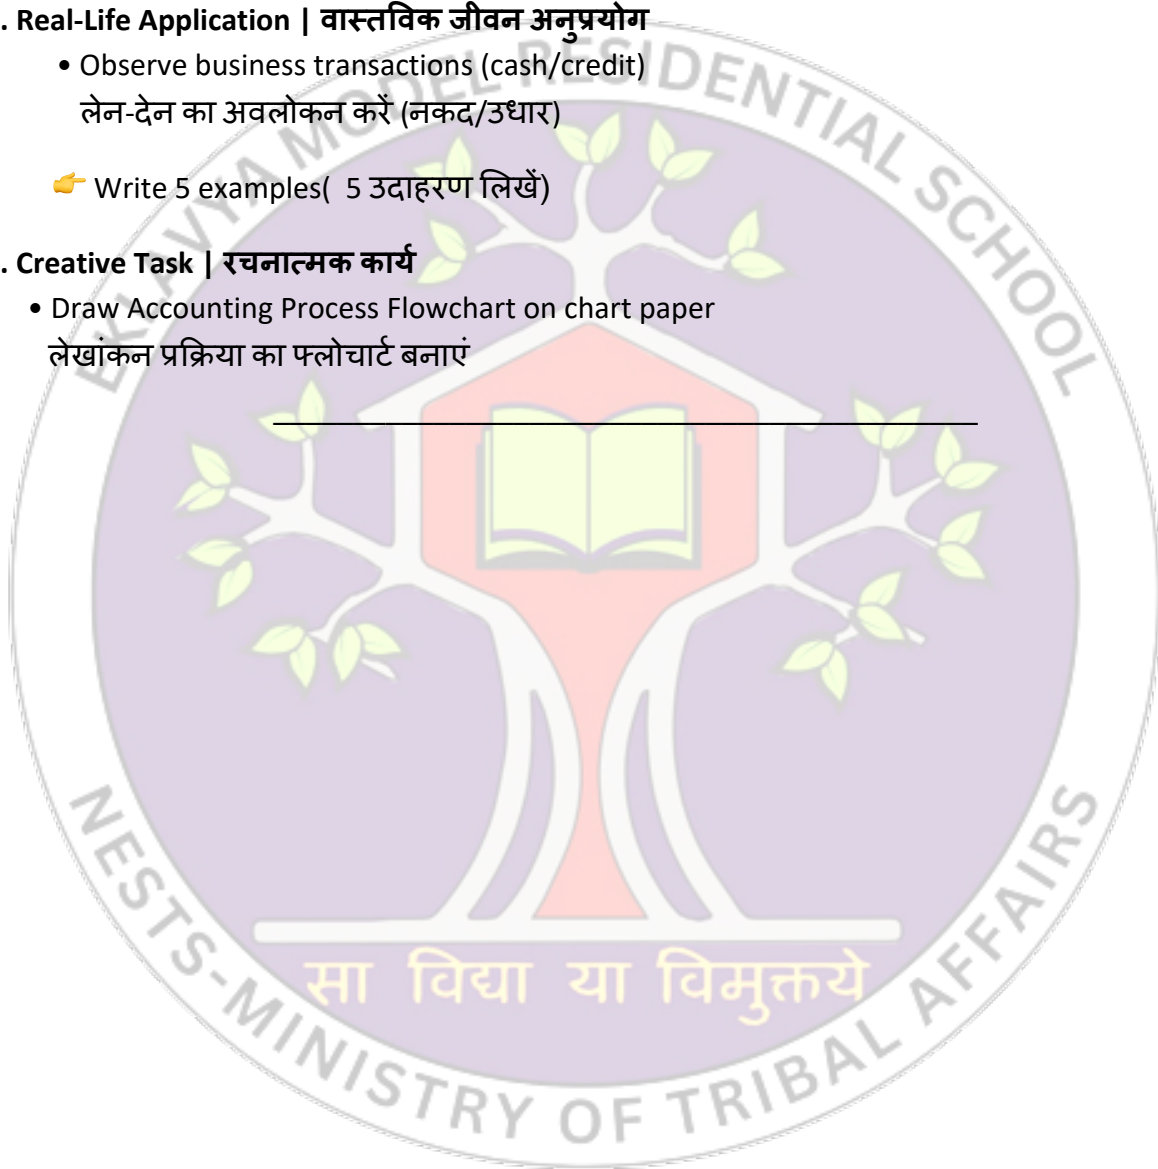 . Real-Life Application | वास्तविक जीवन अनुप्रयोग
• Observe business transactions (cash/credit)
लेन-देन का अवलोकन करें (नकद/उधार)
👉 Write 5 examples( 5 उदाहरण लिखें)
. Creative Task | रचनात्मक कार्य
• Draw Accounting Process Flowchart on chart paper
लेखांकन प्रक्रिया का फ्लोचार्ट बनाएं
EKLAVYA MODEL RESIDENTIAL SCHOOL
सा विद्या या विमुक्तये
NESTS-MINISTRY OF TRIBAL AFFAIRS